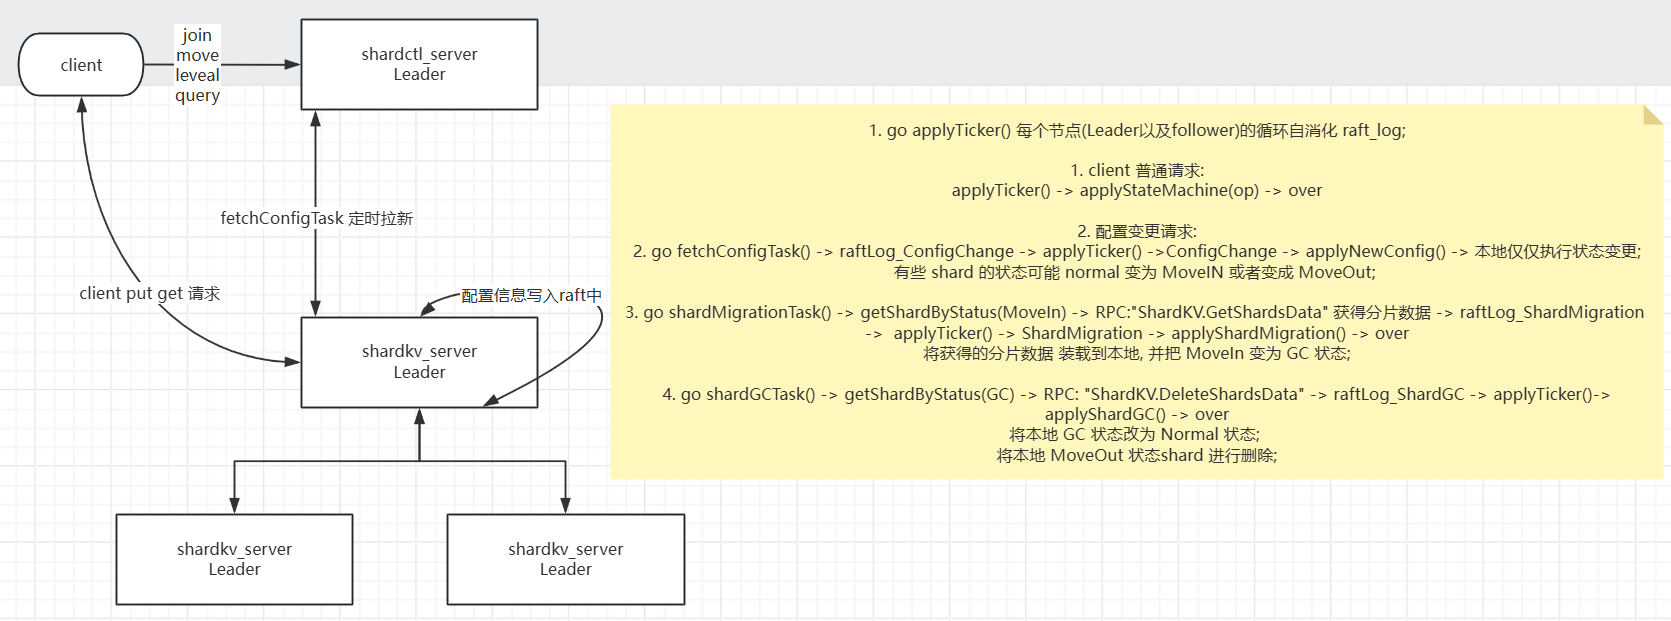 client
join
move
leveal
query
shardctl_server
Leader
fetchConfigTask 定时拉新
client put get 请求
配置信息写入raft中
shardkv_server
Leader
shardkv_server
Leader
shardkv_server
Leader
1. go applyTicker() 每个节点(Leader以及follower)的循环自消化 raft_log;
1. client 普通请求:
applyTicker() -> applyStateMachine(op) -> over
2. 配置变更请求:
2. go fetchConfigTask() -> raftLog_ConfigChange -> applyTicker() ->ConfigChange -> applyNewConfig() -> 本地仅仅执行状态变更;
有些 shard 的状态可能 normal 变为 MoveIN 或者变成 MoveOut;
3. go shardMigrationTask() -> getShardByStatus(MoveIn) -> RPC:"ShardKV.GetShardsData" 获得分片数据 -> raftLog_ShardMigration
-> applyTicker() -> ShardMigration -> applyShardMigration() -> over
将获得的分片数据 装载到本地, 并把 MoveIn 变为 GC 状态;
4. go shardGCTask() -> getShardByStatus(GC) -> RPC: "ShardKV.DeleteShardsData" -> raftLog_ShardGC -> applyTicker()->
applyShardGC() -> over
将本地 GC 状态改为 Normal 状态;
将本地 MoveOut 状态shard 进行删除;